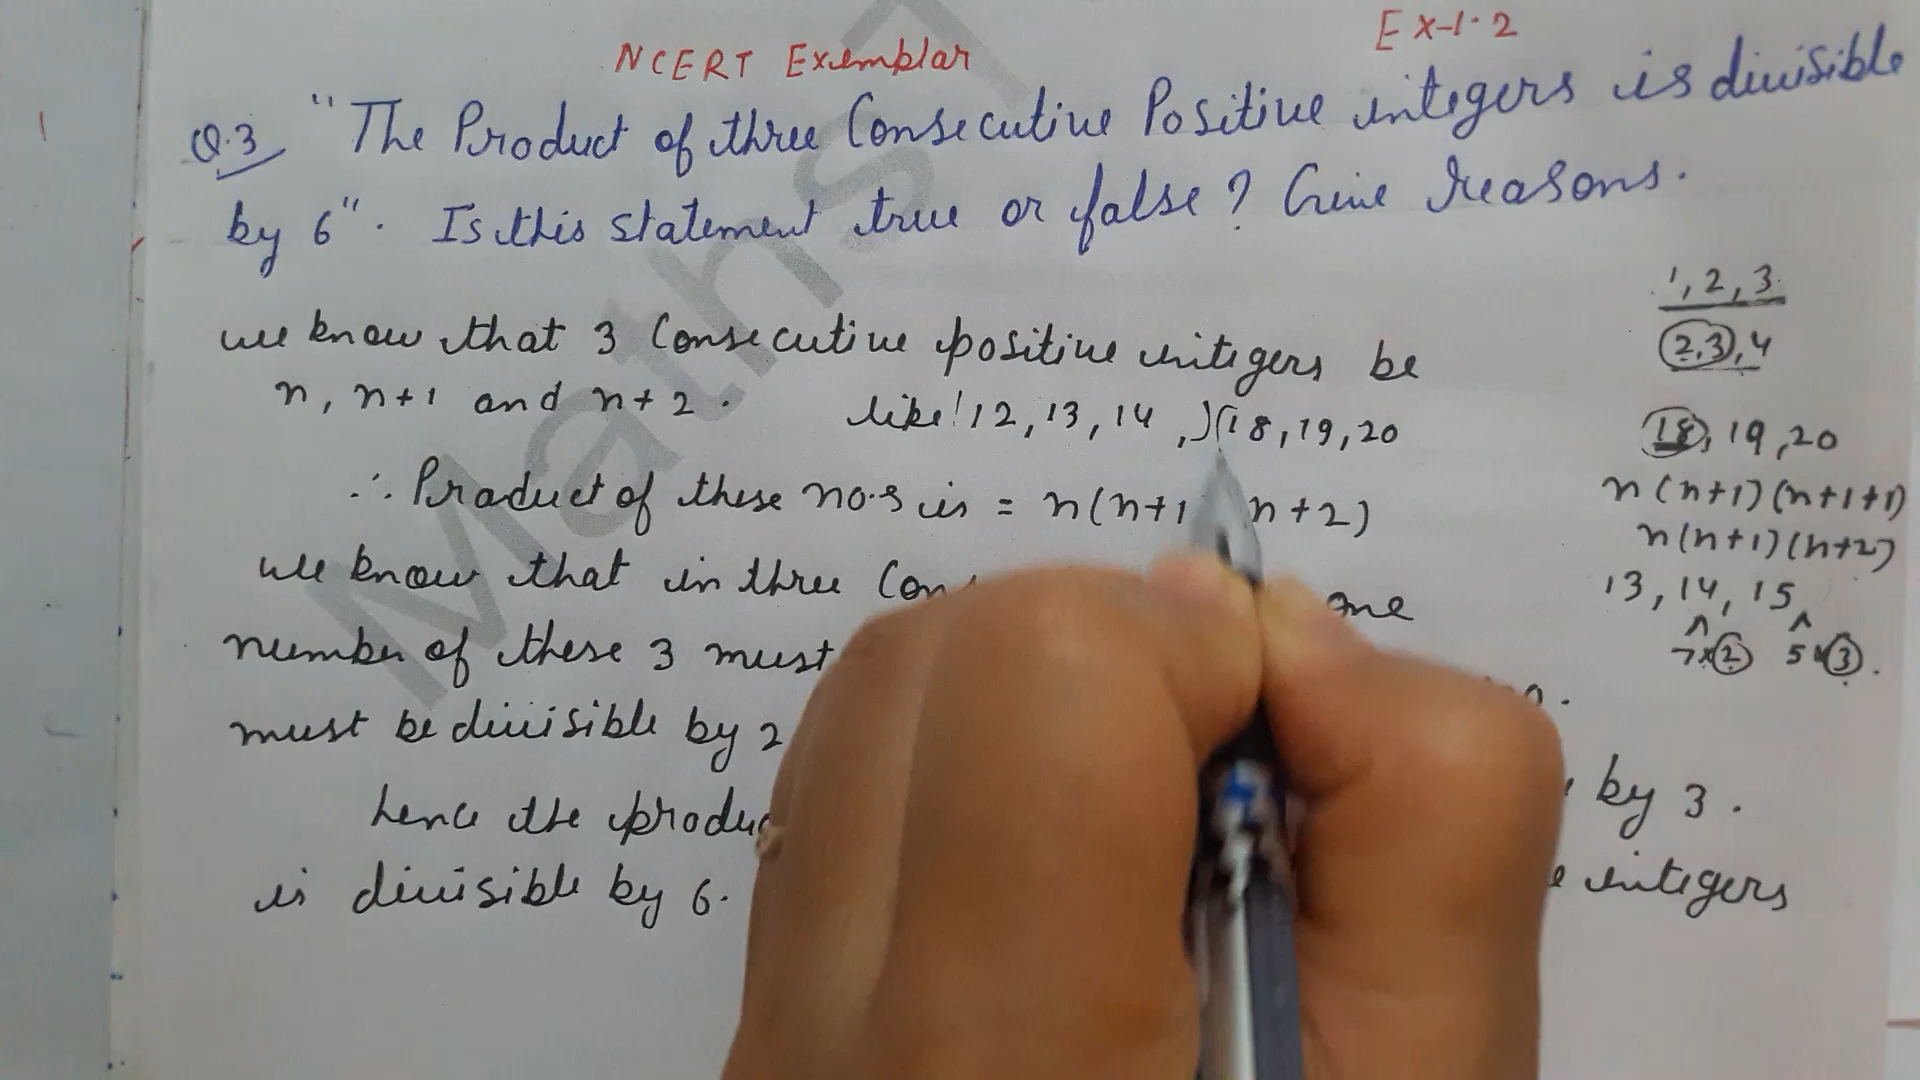 NCERT Exemplar
Ex-1.2
Q.3 "The Product of three Consecutive Positive integers is divisible
by 6". Is this statement true or false? Give Reasons.
we know that 3 Consecutive positive integers be
n, n+1 and n+2. like! 12, 13, 14, )(18, 19, 20
∴ Product of these no.s is = n(n+1 n+2)
we know that in three Con one
number of these 3 must
must be divisible by 2
hence the produc by 3.
is divisible by 6. integers
1, 2, 3.
2,3,4
18, 19, 20
n(n+1)(n+1+1)
n(n+1)(n+2)
13, 14, 15
7×2 5×3.
Maths